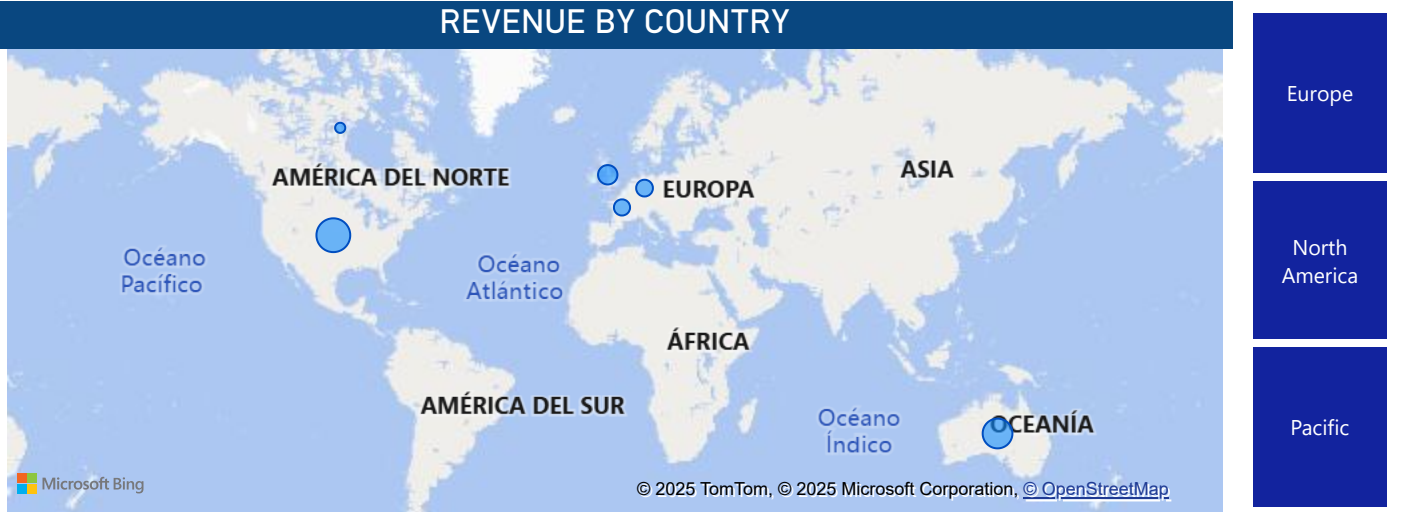 REVENUE BY COUNTRY
Europe
North
America
Pacific
AMÉRICA DEL NORTE
EUROPA
ASIA
Océano
Pacífico
Océano
Atlántico
ÁFRICA
AMÉRICA DEL SUR
Océano
Índico
OCEANÍA
Microsoft Bing
© 2025 TomTom, © 2025 Microsoft Corporation, © OpenStreetMap